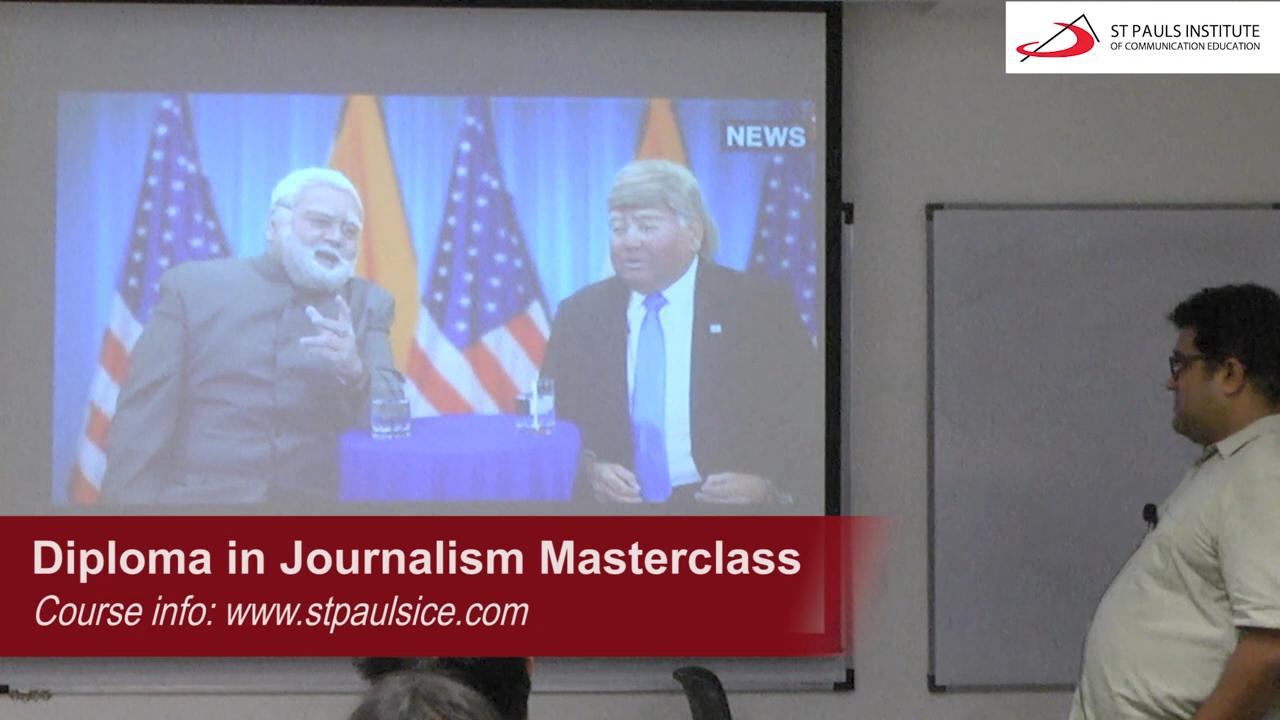 ST PAULS INSTITUTE
OF COMMUNICATION EDUCATION
NEWS
Diploma in Journalism Masterclass
Course info: www.stpaulsice.com